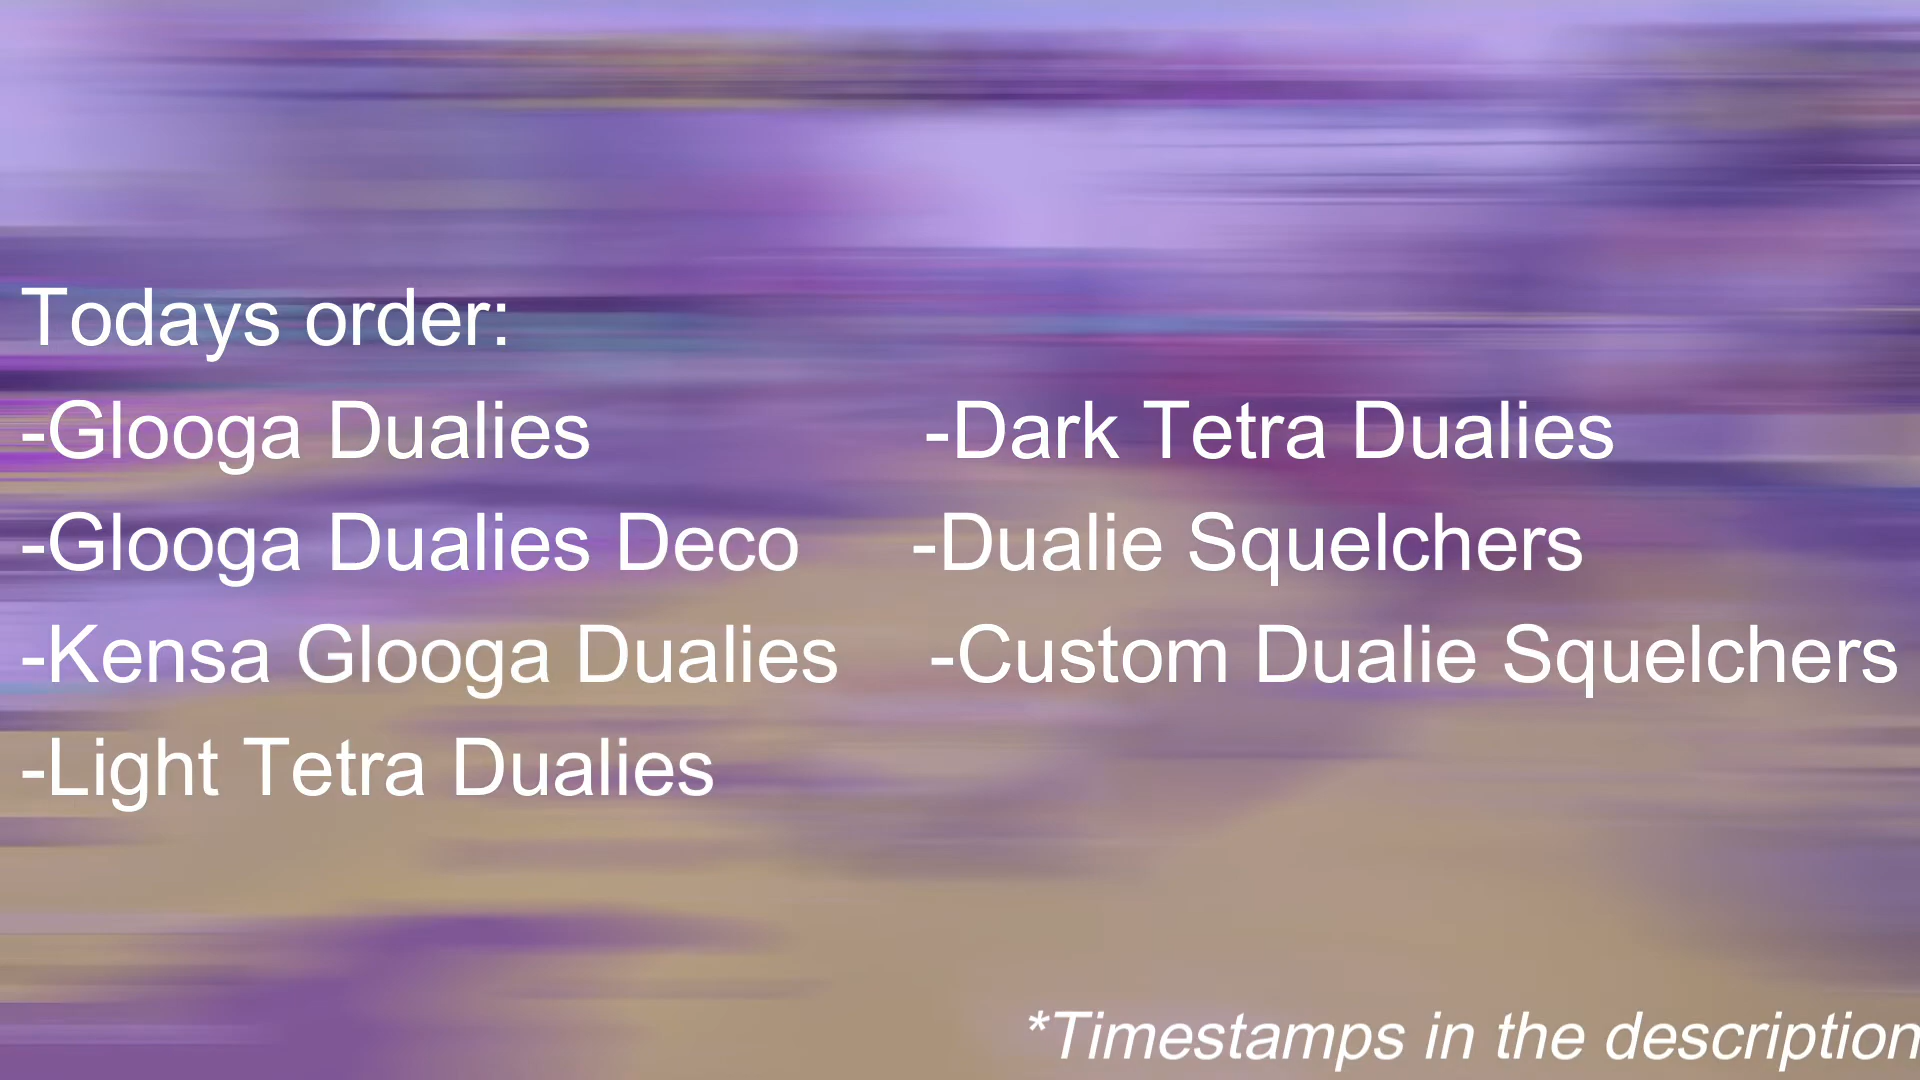 Todays order:
-Glooga Dualies
-Glooga Dualies Deco
-Kensa Glooga Dualies
-Light Tetra Dualies
-Dark Tetra Dualies
-Dualie Squelchers
-Custom Dualie Squelchers
*Timestamps in the description